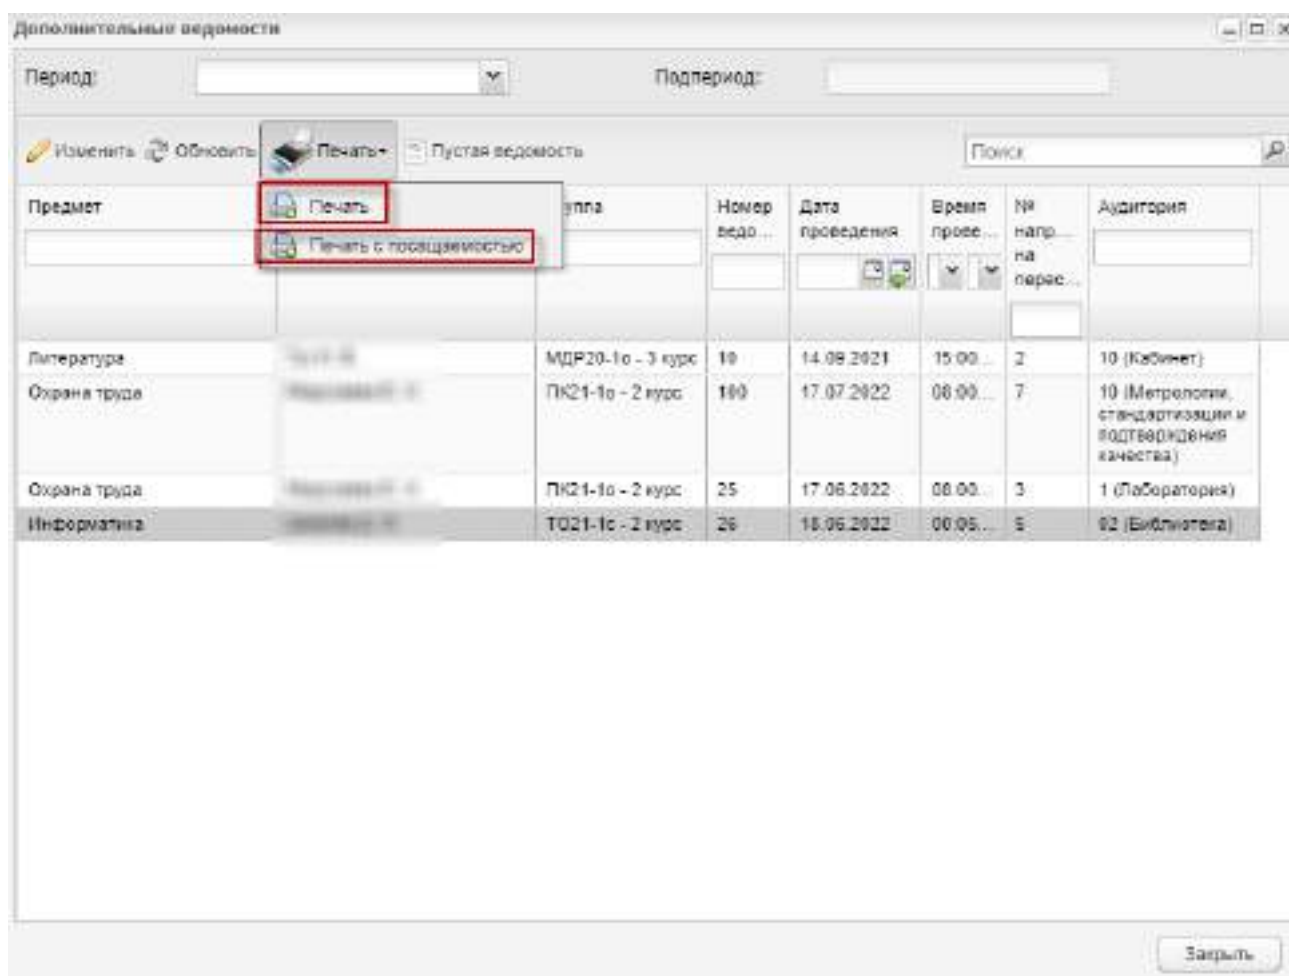 Дополнительные ведомости
Период:
Подпериод:
Изменить Обновить Печать Пустая ведомость
Поиск
Печать
Печать с посещаемостью
Предмет
уппа
Номер ведо...
Дата проведения
Время прове...
№ напр... на перес...
Аудитория
Литература МДР20-1о - 3 курс 10 14.09.2021 15:00... 2 10 (Кабинет)
Охрана труда ПК21-1о - 2 курс 100 17.07.2022 08:00... 7 10 (Метрологии,
стандартизации и
подтверждения
качества)
Охрана труда ПК21-1о - 2 курс 25 17.06.2022 08:00... 3 1 (Лаборатория)
Информатика ТО21-1с - 2 курс 26 18.06.2022 00:05... 5 02 (Библиотека)
Закрыть